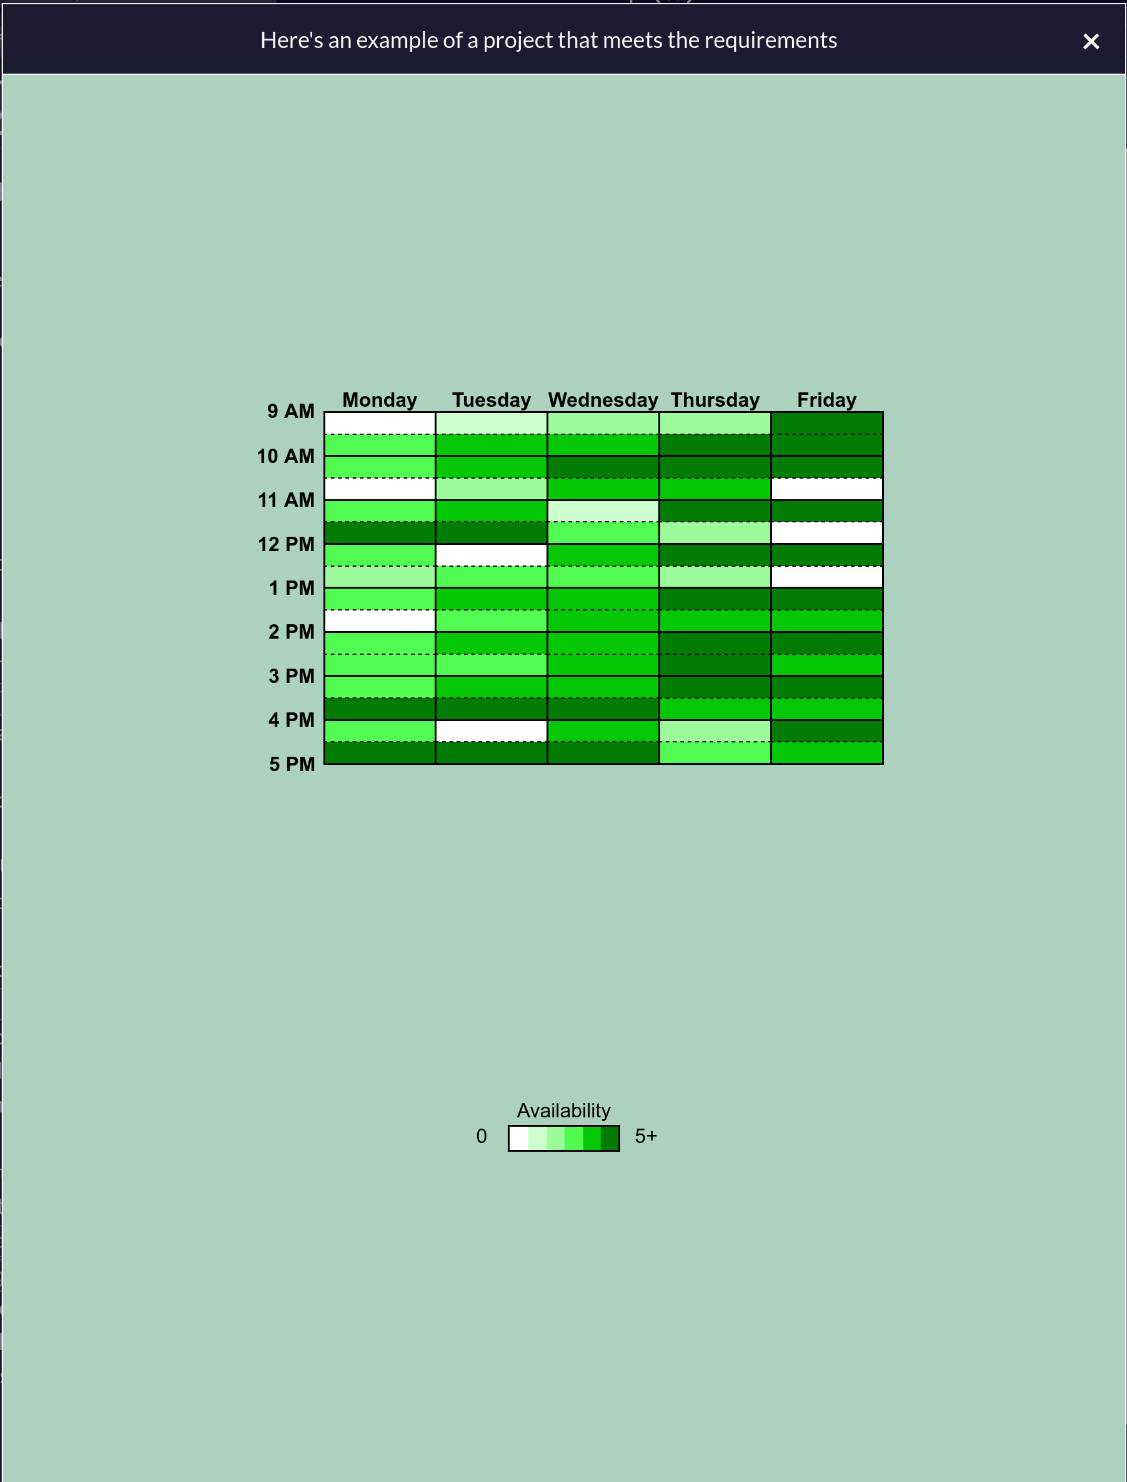 Here's an example of a project that meets the requirements
Monday Tuesday Wednesday Thursday Friday
9 AM
10 AM
11 AM
12 PM
1 PM
2 PM
3 PM
4 PM
5 PM
Availability
0 5+